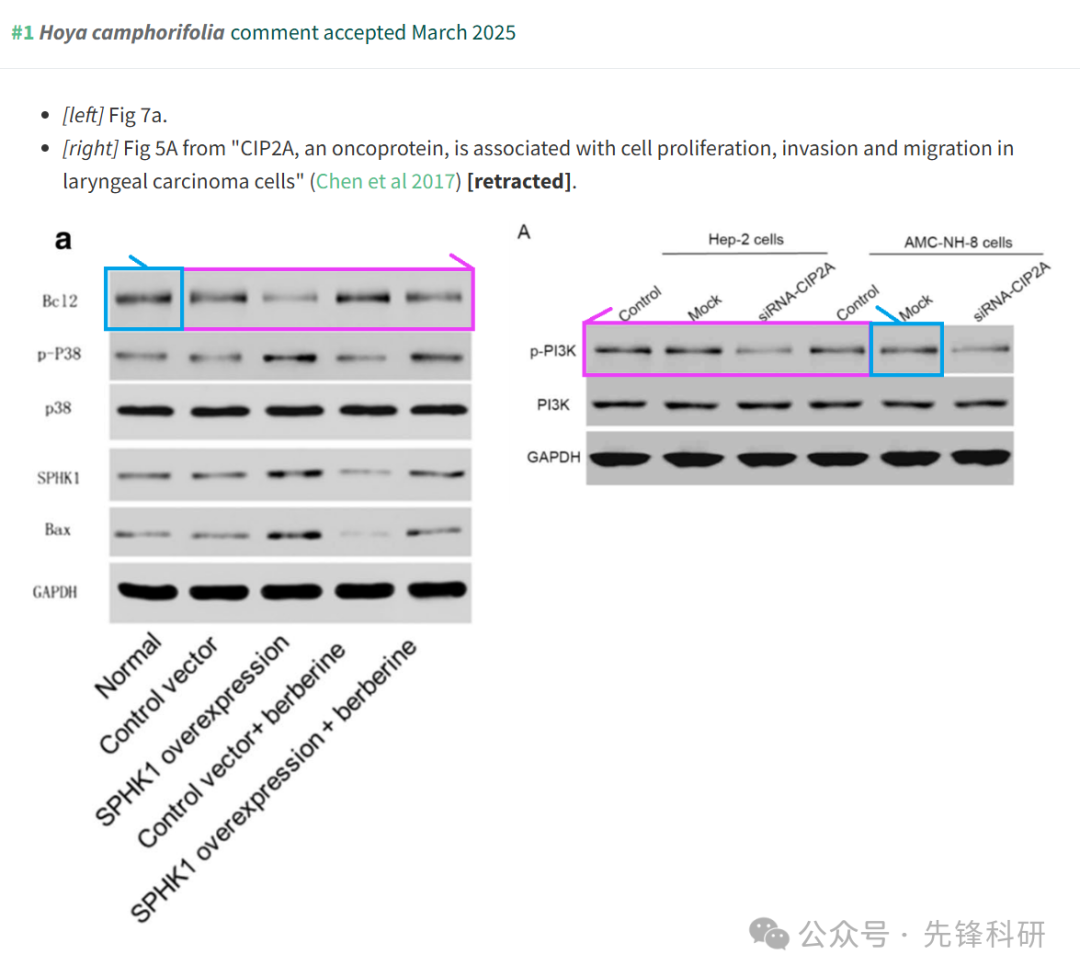 #1 Hoya camphorifolia comment accepted March 2025
• [left] Fig 7a.
• [right] Fig 5A from "CIP2A, an oncoprotein, is associated with cell proliferation, invasion and migration in
laryngeal carcinoma cells" (Chen et al 2017) [retracted].
a
Bcl2
p-P38
p38
SPHK1
Bax
GAPDH
Normal
Control vector
SPHK1 overexpression
Control vector+ berberine
SPHK1 overexpression + berberine
A
Hep-2 cells
AMC-NH-8 cells
Control
Mock
siRNA-CIP2A
Control
Mock
siRNA-CIP2A
p-PI3K
PI3K
GAPDH
公众号 · 先锋科研